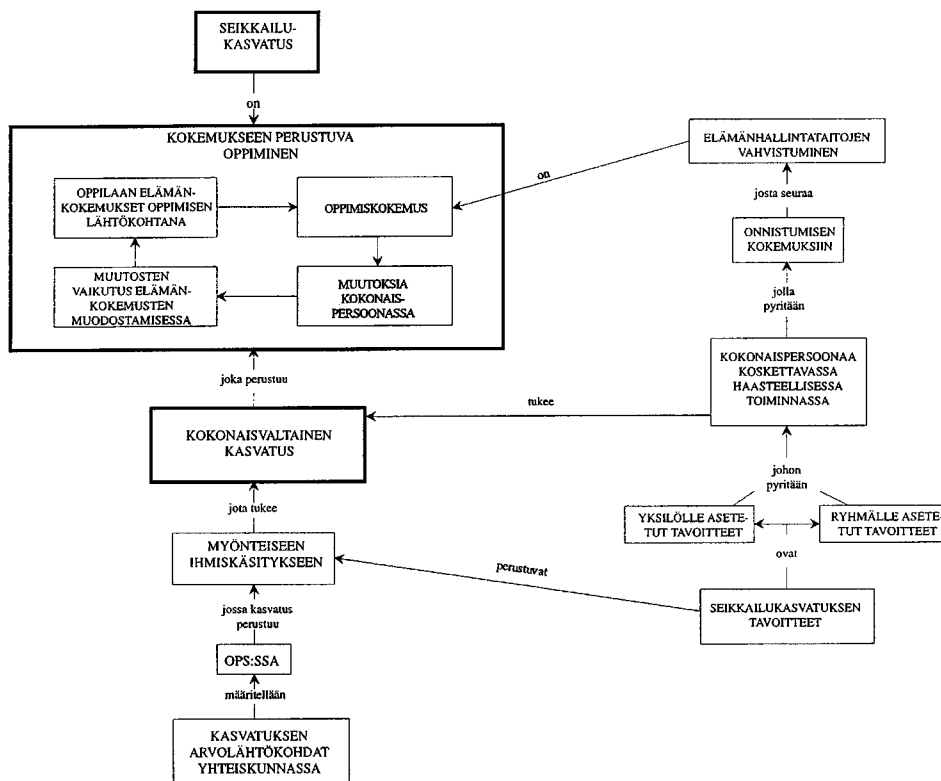 SEIKKAILU-
KASVATUS
on
KOKEMUKSEEN PERUSTUVA
OPPIMINEN
OPPILAAN ELÄMÄN-
KOKEMUKSET OPPIMISEN
LÄHTÖKOHTANA
OPPIMISKOKEMUS
MUUTOSTEN
VAIKUTUS ELÄMÄN-
KOKEMUSTEN
MUODOSTAMISESSA
MUUTOKSIA
KOKONAIS-
PERSOONASSA
on
ELÄMÄNHALLINTATAITOJEN
VAHVISTUMINEN
josta seuraa
ONNISTUMISEN
KOKEMUKSIIN
jolla
pyritään
KOKONAISPERSOONAA
KOSKETTAVASSA
HAASTEELLISESSA
TOIMINNASSA
joka perustuu
tukee
KOKONAISVALTAINEN
KASVATUS
johon
pyritään
jota tukee
YKSILÖLLE ASETE-
TUT TAVOITTEET
RYHMÄLLE ASETE-
TUT TAVOITTEET
MYÖNTEISEEN
IHMISKÄSITYKSEEN
ovat
perustuvat
SEIKKAILUKASVATUKSEN
TAVOITTEET
jossa kasvatus
perustuu
OPS:SSA
määritellään
KASVATUKSEN
ARVOLÄHTÖKOHDAT
YHTEISKUNNASSA